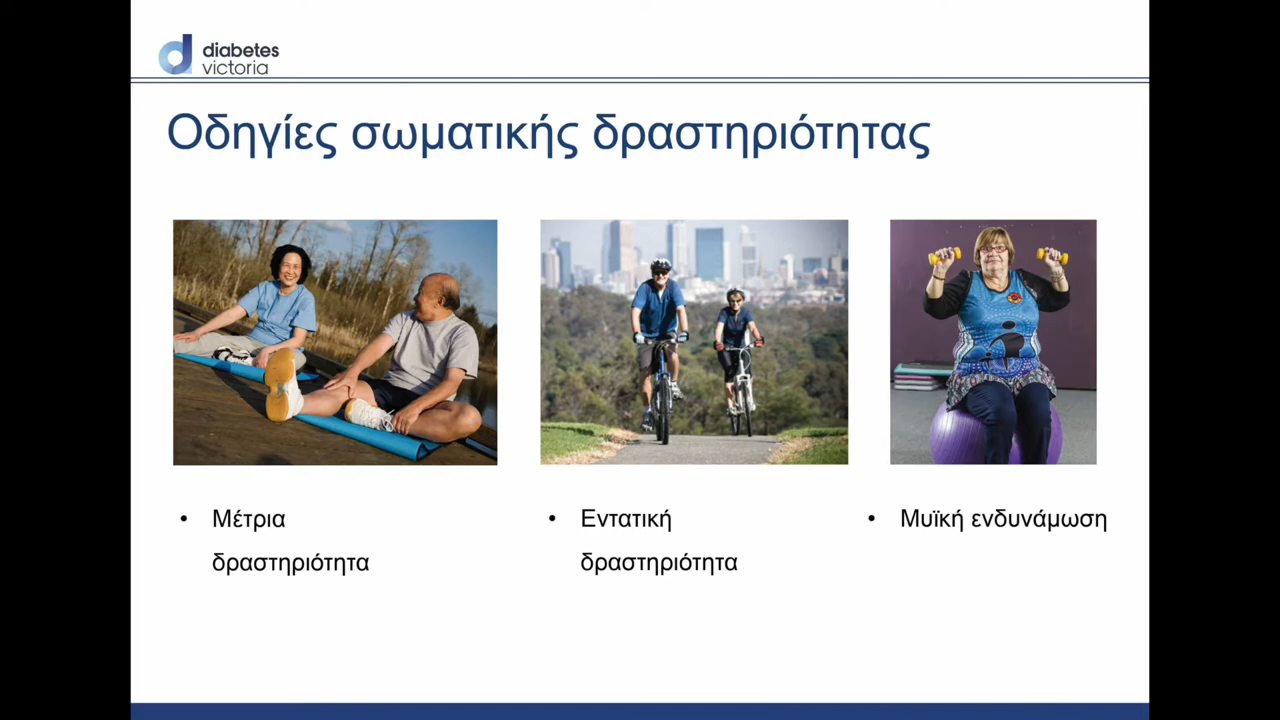 diabetes
victoria
Οδηγίες σωματικής δραστηριότητας
• Μέτρια
δραστηριότητα
• Εντατική
δραστηριότητα
• Μυϊκή ενδυνάμωση